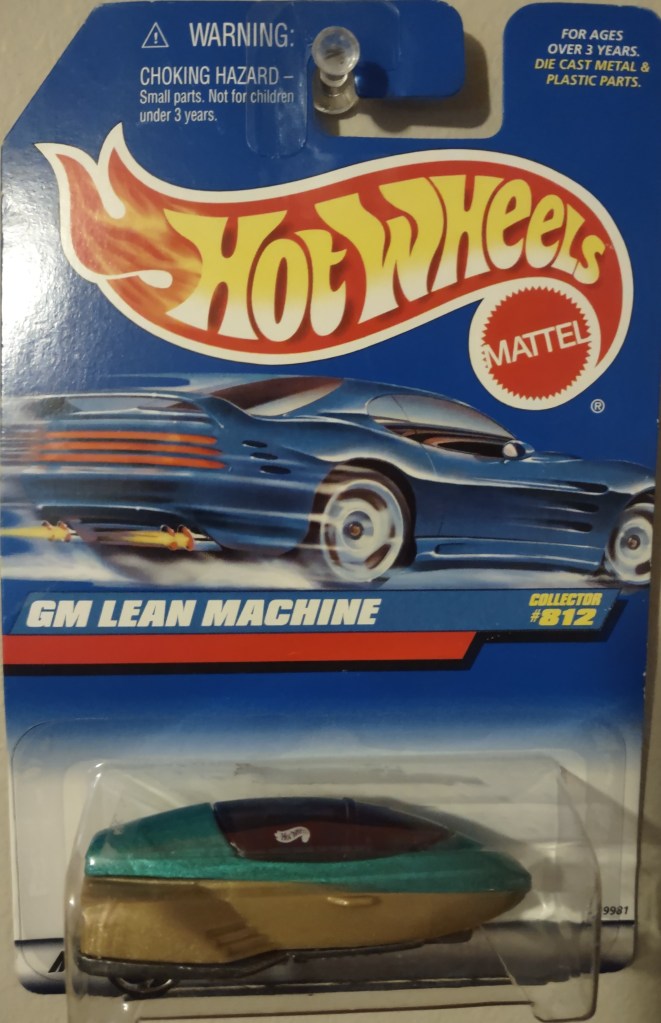 WARNING:
CHOKING HAZARD –
Small parts. Not for children
under 3 years.
FOR AGES
OVER 3 YEARS.
DIE CAST METAL &
PLASTIC PARTS.
HOT WHEELS
MATTEL
®
GM LEAN MACHINE
COLLECTOR
#812
9981